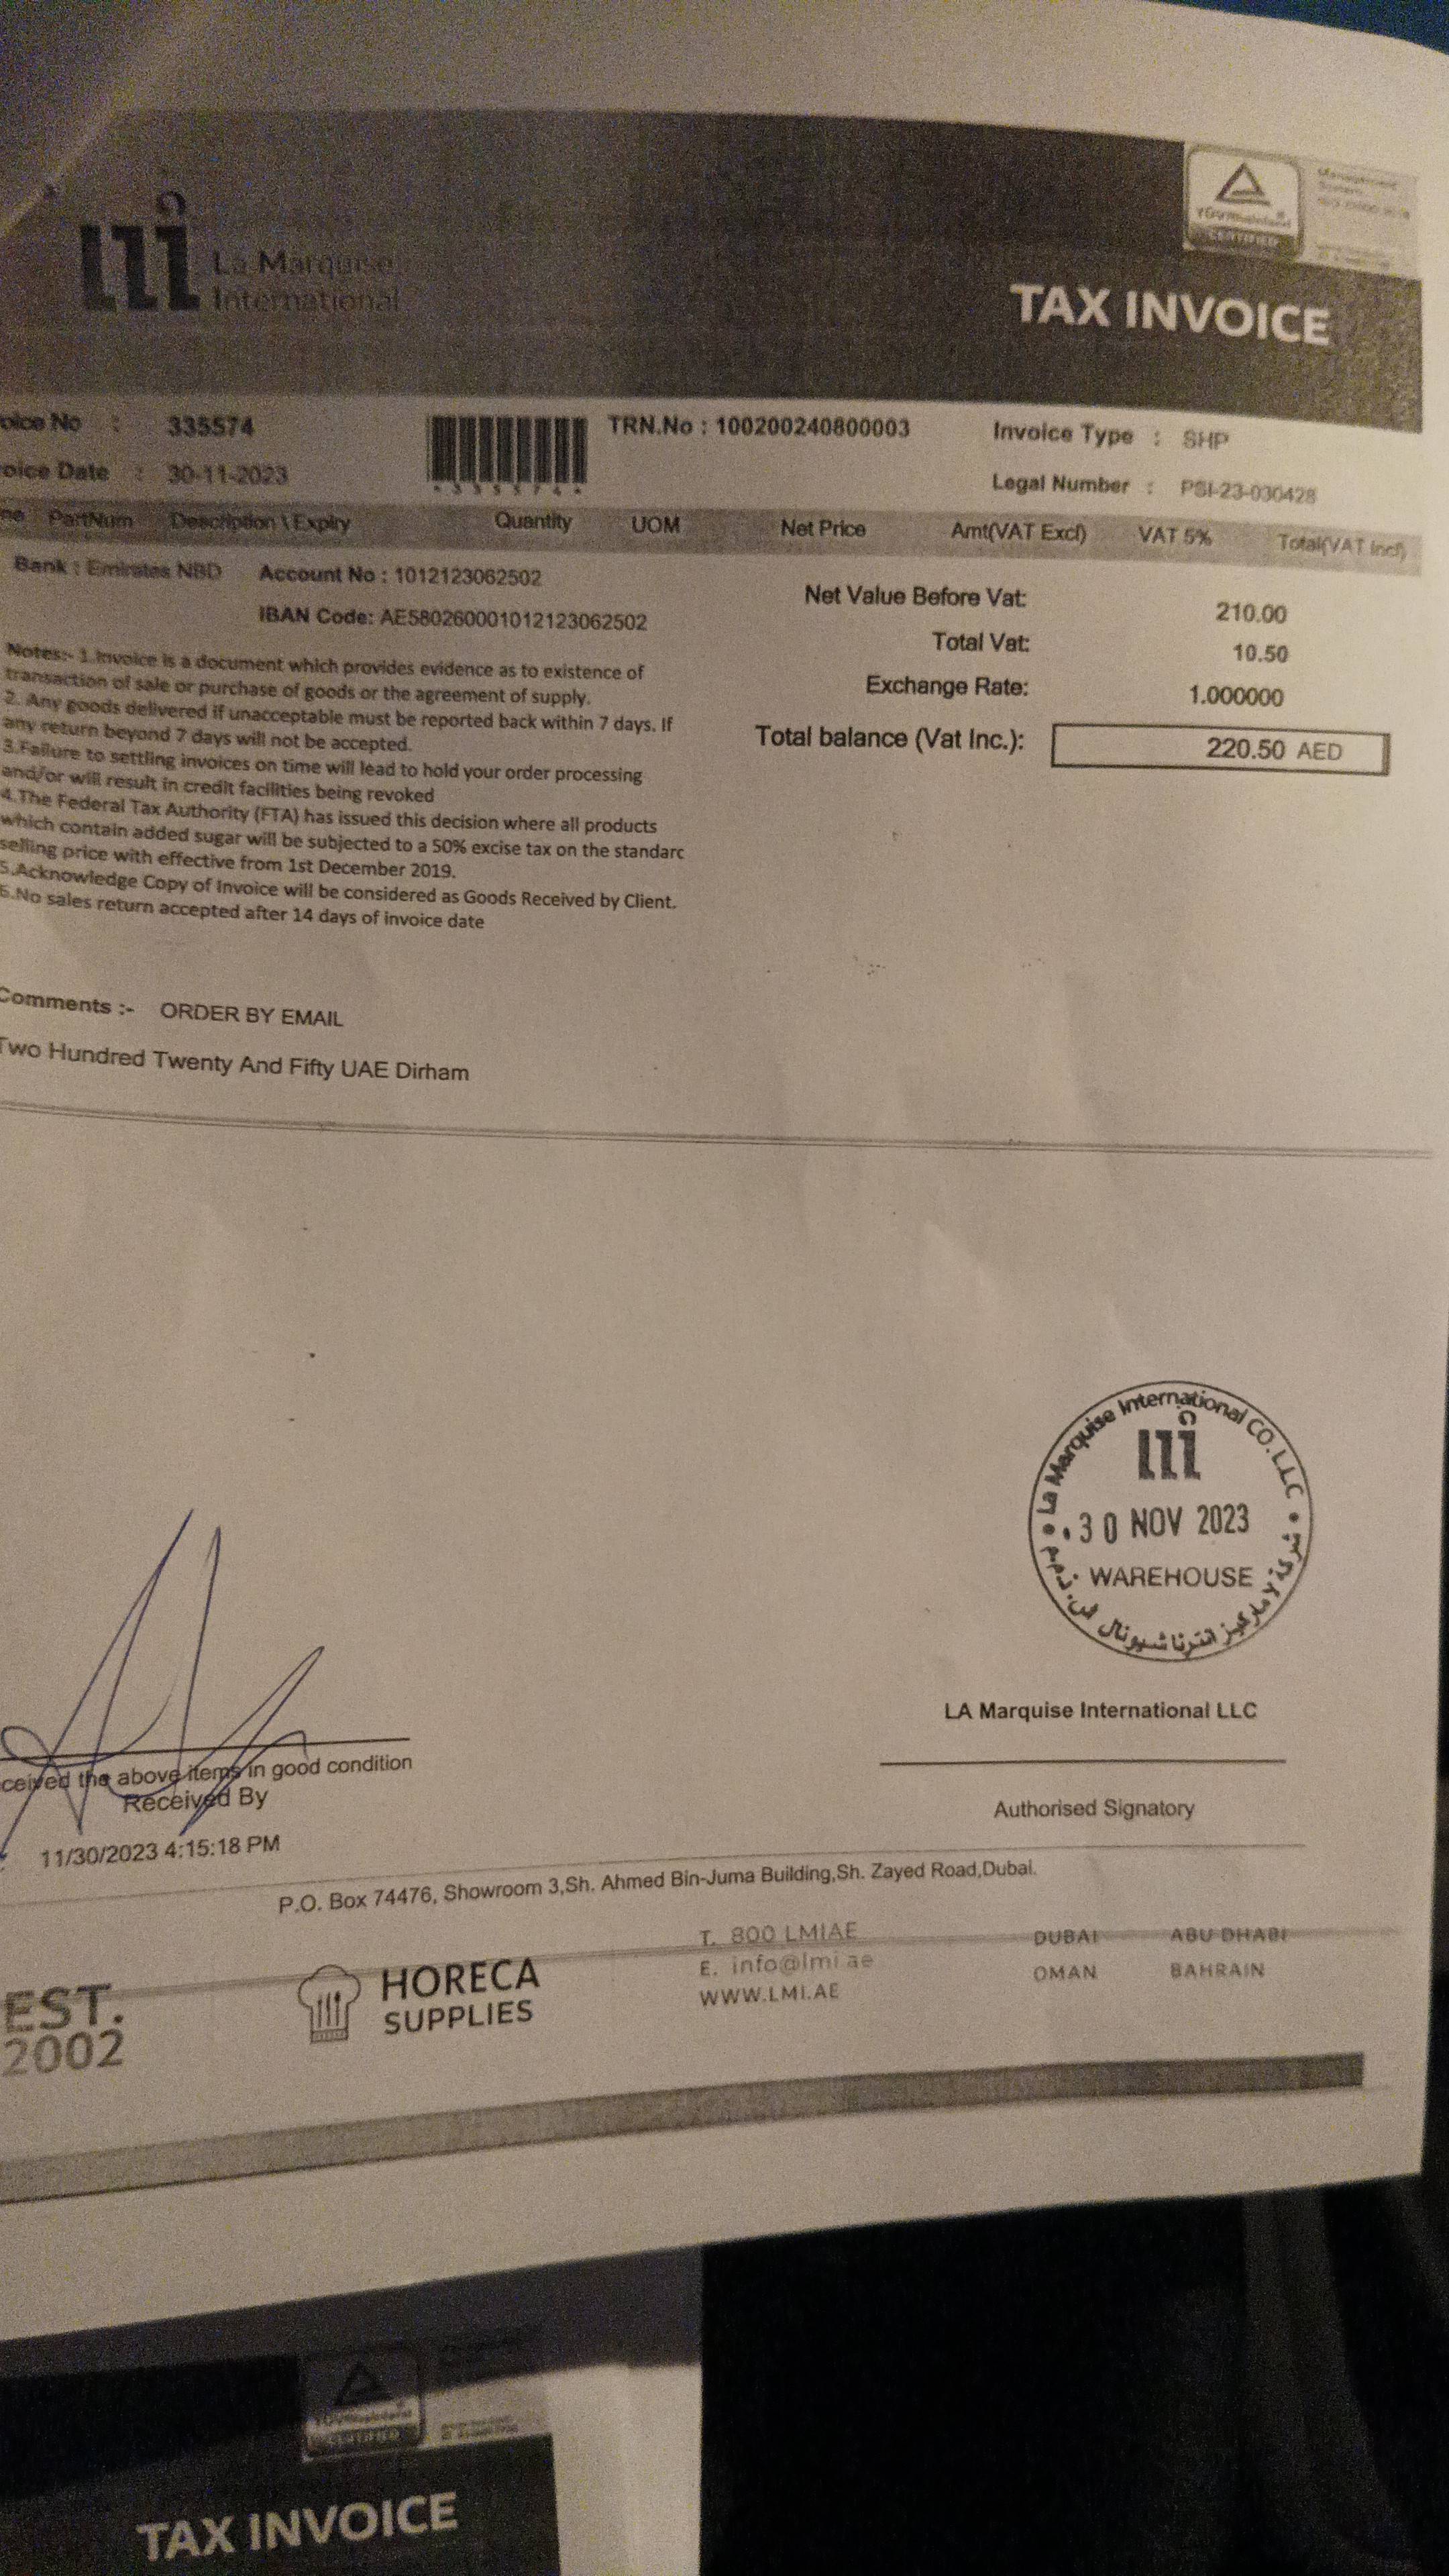 La Marquise
International
TÜVRheinland
CERTIFIED
Management
System
TAX INVOICE
oice No : 335574
TRN.No : 100200240800003
Invoice Type : SHP
oice Date : 30-11-2023
*335574*
Legal Number : PSI-23-030428
ne PartNum Description \ Expiry Quantity UOM Net Price Amt(VAT Excl) VAT 5% Total(VAT Incl)
Bank : Emirates NBD Account No : 1012123062502
IBAN Code: AE580260001012123062502
Net Value Before Vat: 210.00
Total Vat: 10.50
Exchange Rate: 1.000000
Total balance (Vat Inc.): 220.50 AED
Notes:- 1.Invoice is a document which provides evidence as to existence of
transaction of sale or purchase of goods or the agreement of supply.
2. Any goods delivered if unacceptable must be reported back within 7 days. If
any return beyond 7 days will not be accepted.
3.Failure to settling invoices on time will lead to hold your order processing
and/or will result in credit facilities being revoked
4.The Federal Tax Authority (FTA) has issued this decision where all products
which contain added sugar will be subjected to a 50% excise tax on the standarc
selling price with effective from 1st December 2019.
5.Acknowledge Copy of Invoice will be considered as Goods Received by Client.
6.No sales return accepted after 14 days of invoice date
Comments :- ORDER BY EMAIL
Two Hundred Twenty And Fifty UAE Dirham
La Marquise International CO.LLC
30 NOV 2023
WAREHOUSE
شركة لا ماركيز انترناشيونال ش.ذ.م.م
LA Marquise International LLC
Authorised Signatory
ceived the above items in good condition
Received By
11/30/2023 4:15:18 PM
P.O. Box 74476, Showroom 3,Sh. Ahmed Bin-Juma Building,Sh. Zayed Road,Dubai.
EST.
2002
HORECA
SUPPLIES
T. 800 LMIAE
E. info@lmi.ae
WWW.LMI.AE
DUBAI ABU DHABI
OMAN BAHRAIN
TÜVRheinland
CERTIFIED
TAX INVOICE